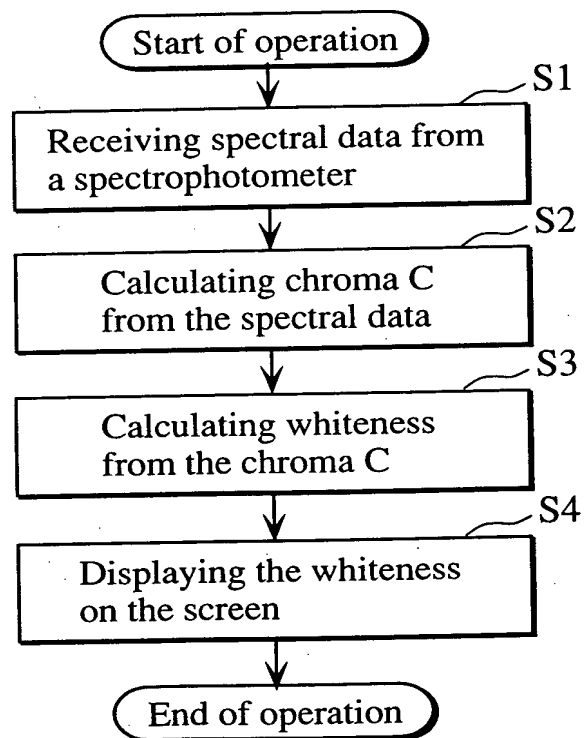 Start of operation
S1
Receiving spectral data from
a spectrophotometer
S2
Calculating chroma C
from the spectral data
S3
Calculating whiteness
from the chroma C
S4
Displaying the whiteness
on the screen
End of operation